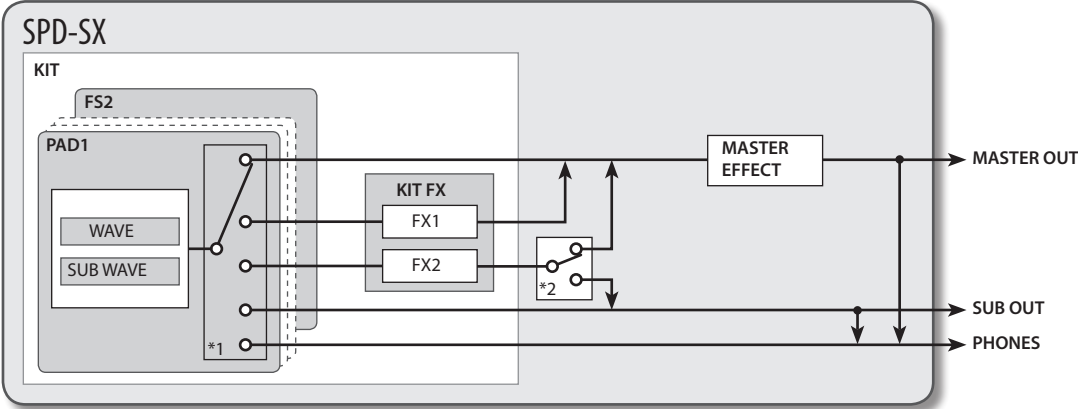 SPD-SX
KIT
FS2
PAD1
WAVE
SUB WAVE
*1
KIT FX
FX1
FX2
*2
MASTER
EFFECT
MASTER OUT
SUB OUT
PHONES